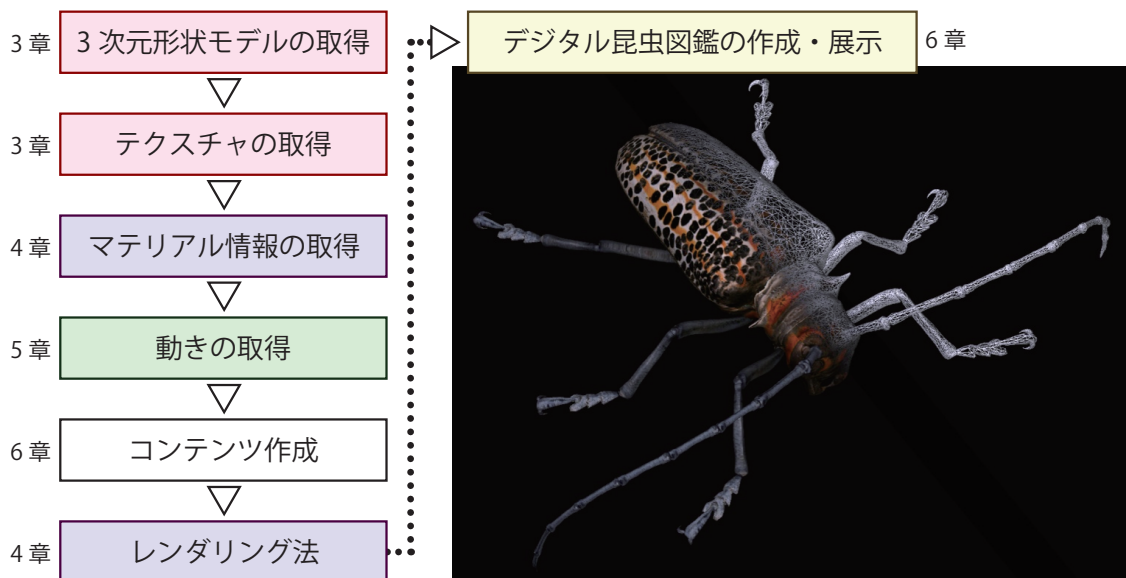 3 章 3 次元形状モデルの取得
3 章 テクスチャの取得
4 章 マテリアル情報の取得
5 章 動きの取得
6 章 コンテンツ作成
4 章 レンダリング法
デジタル昆虫図鑑の作成・展示 6 章